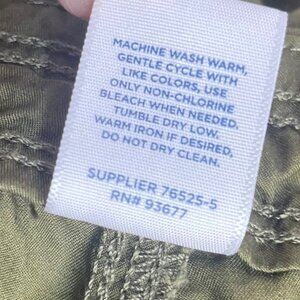 MACHINE WASH WARM,
GENTLE CYCLE WITH
LIKE COLORS, USE
ONLY NON-CHLORINE
BLEACH WHEN NEEDED.
TUMBLE DRY LOW.
WARM IRON IF DESIRED,
DO NOT DRY CLEAN.
SUPPLIER 76525-5
RN# 93677